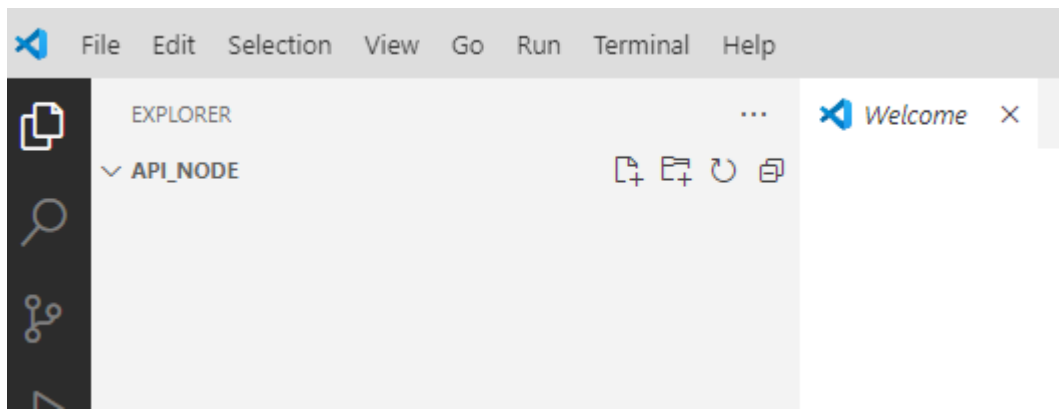 File Edit Selection View Go Run Terminal Help
EXPLORER
Welcome
API_NODE